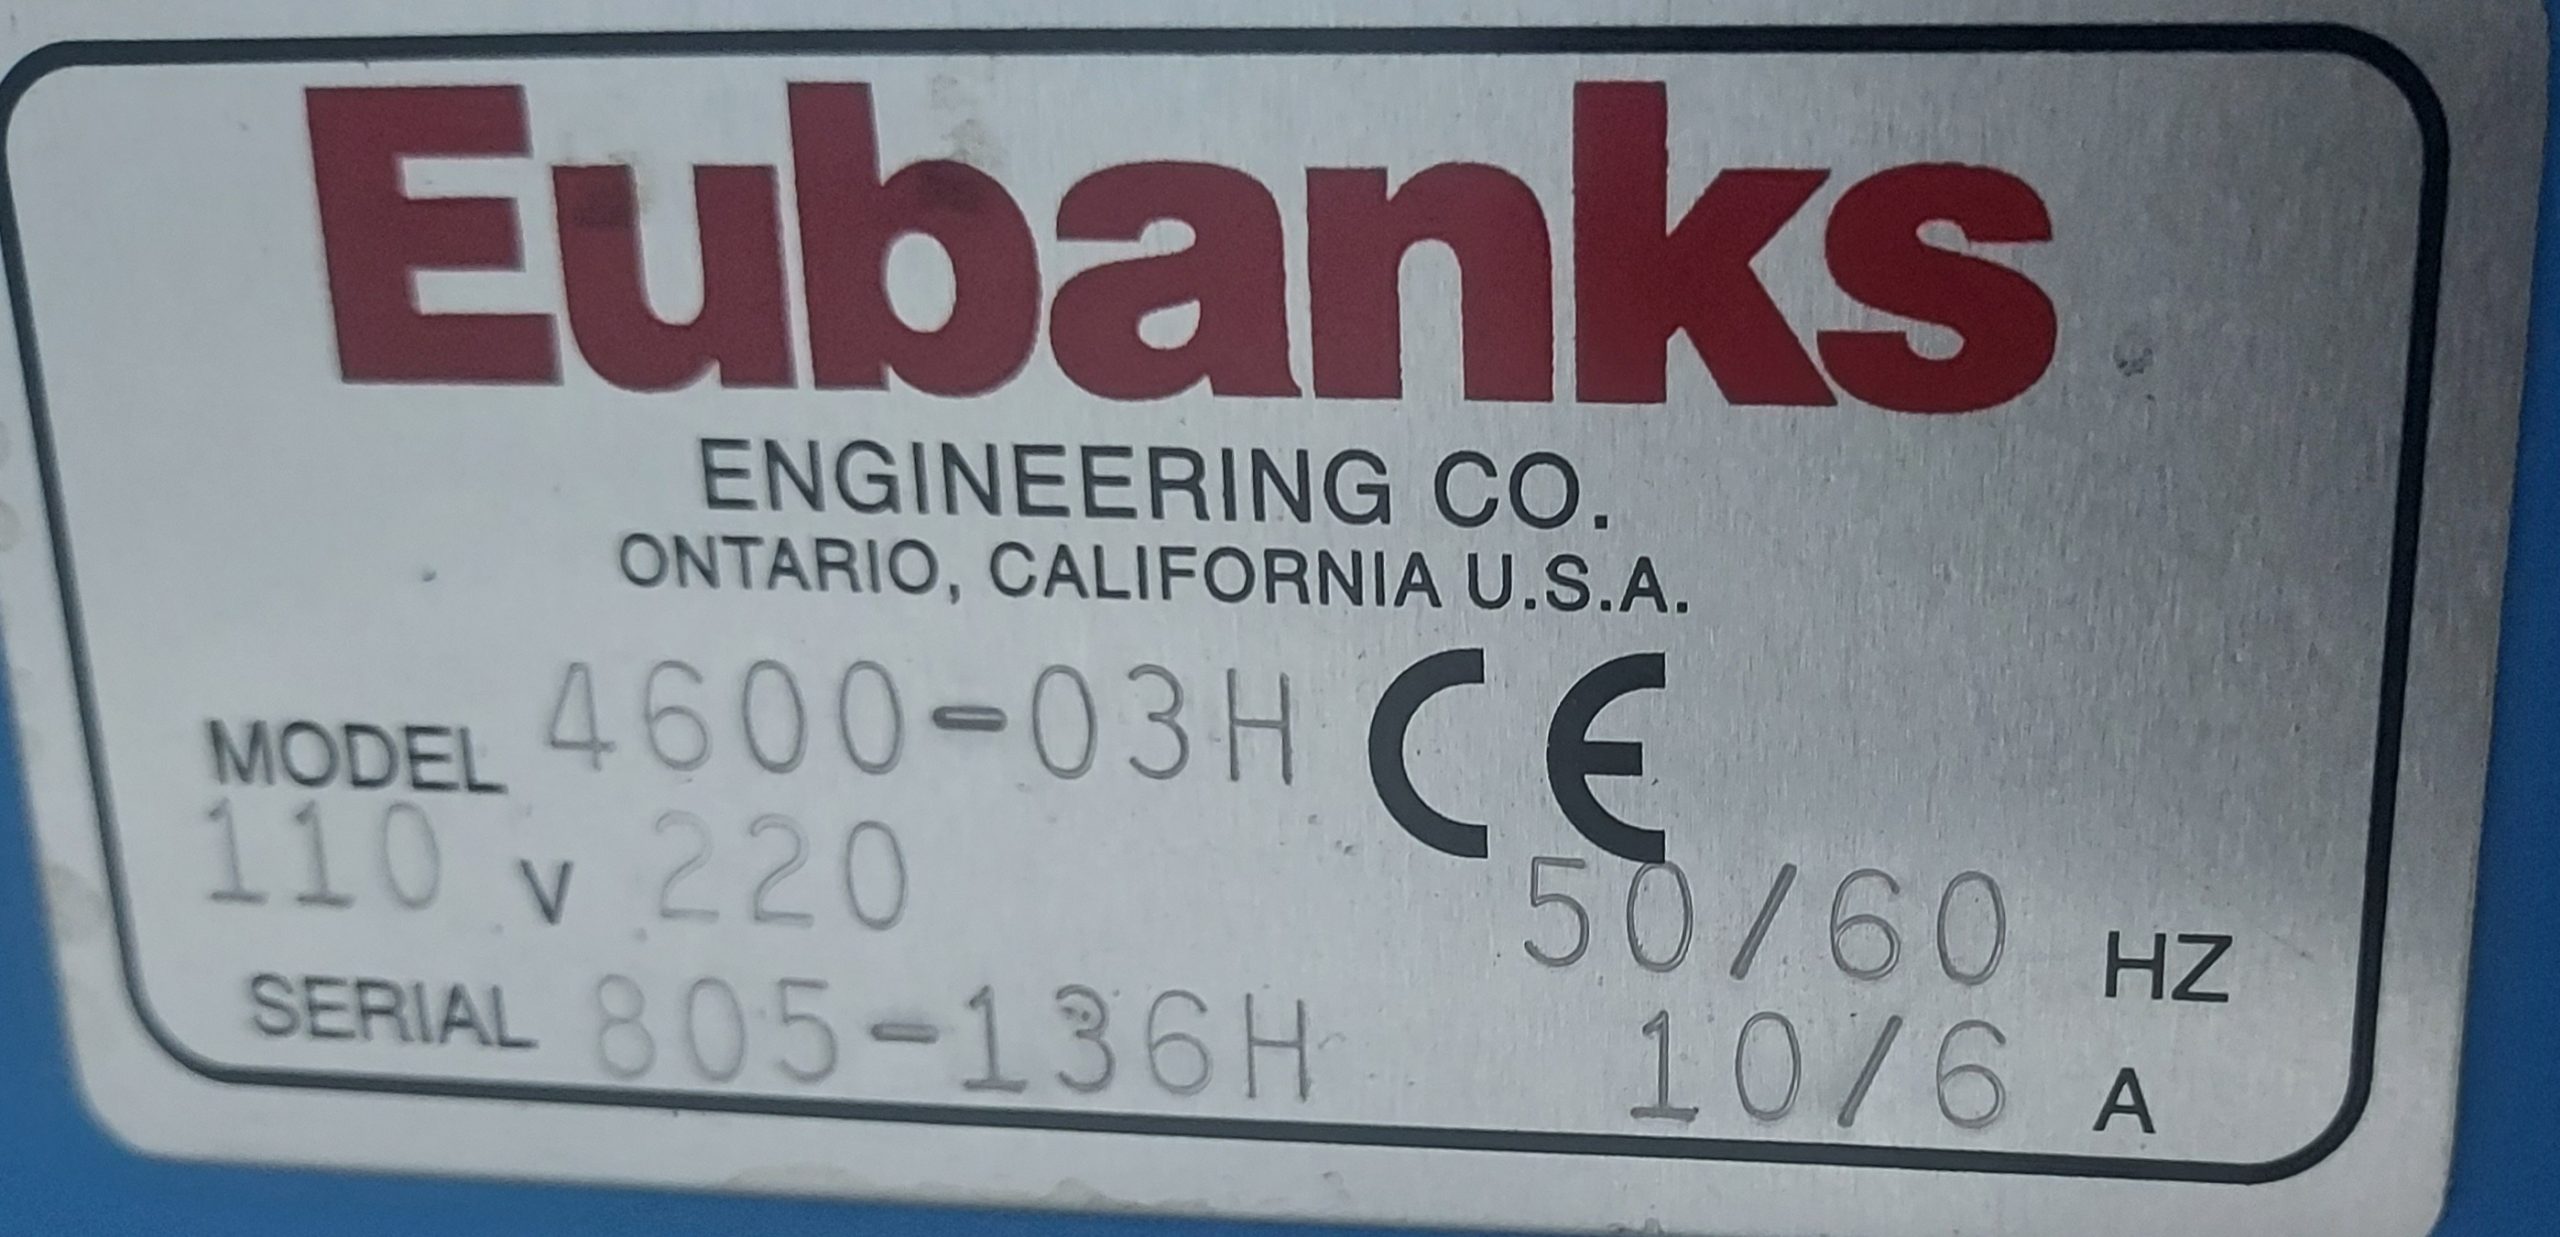 Eubanks
ENGINEERING CO.
ONTARIO, CALIFORNIA U.S.A.
MODEL 4600-03H CE
110 V 220 50/60 HZ
SERIAL 805-136H 10/6 A